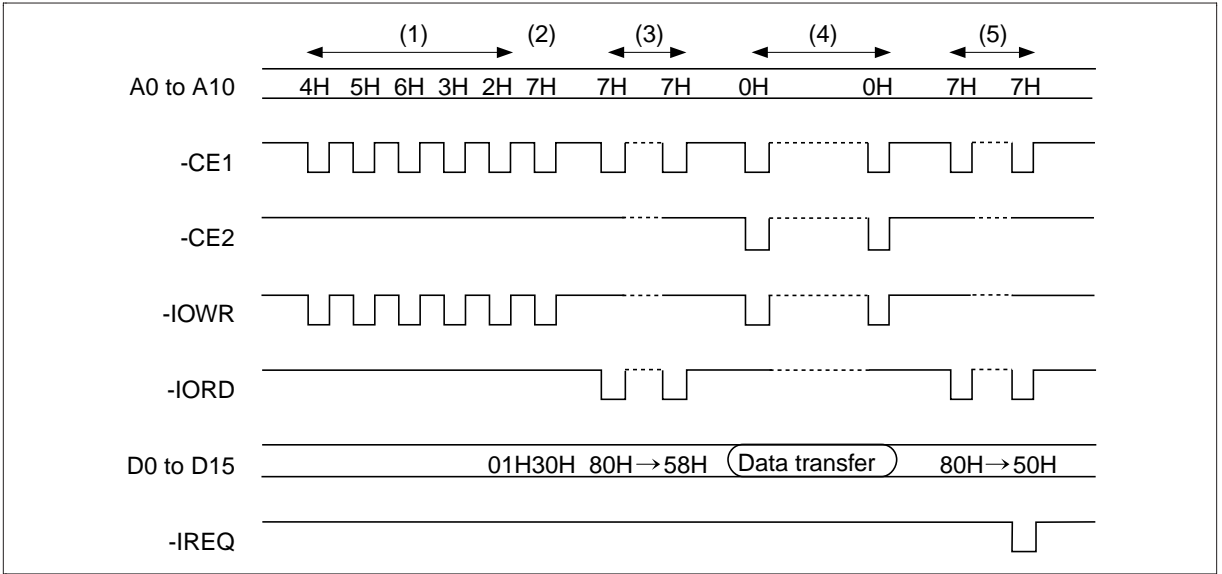 (1) (2) (3) (4) (5)
A0 to A10 4H 5H 6H 3H 2H 7H 7H 7H 0H 0H 7H 7H
-CE1
-CE2
-IOWR
-IORD
D0 to D15 01H30H 80H→58H Data transfer 80H→50H
-IREQ